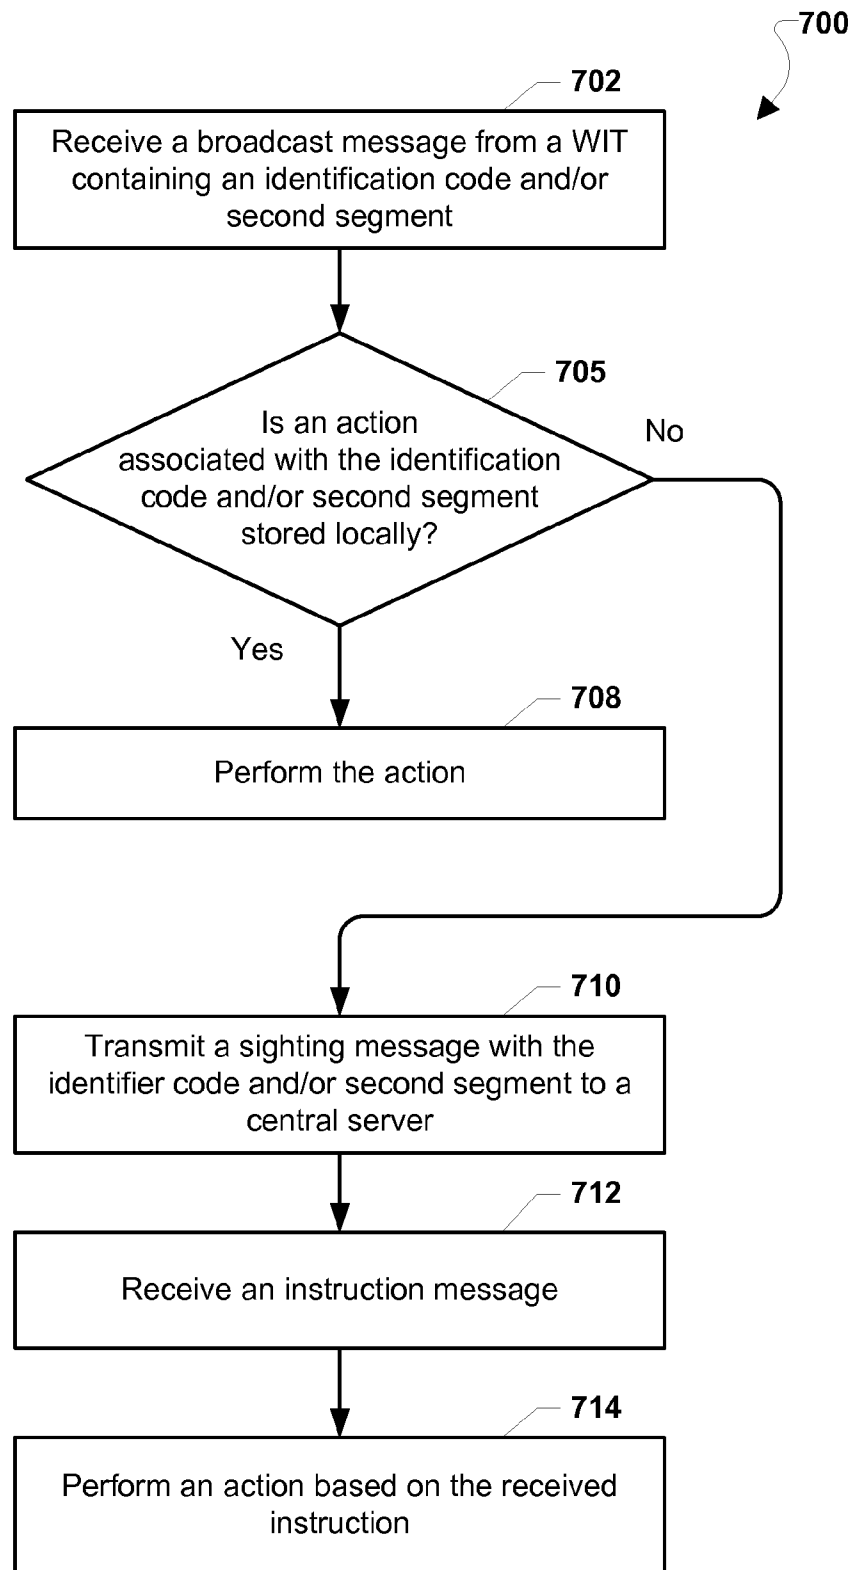 700
702
Receive a broadcast message from a WIT
containing an identification code and/or
second segment
705
Is an action
associated with the identification
code and/or second segment
stored locally?
No
Yes
708
Perform the action
710
Transmit a sighting message with the
identifier code and/or second segment to a
central server
712
Receive an instruction message
714
Perform an action based on the received
instruction